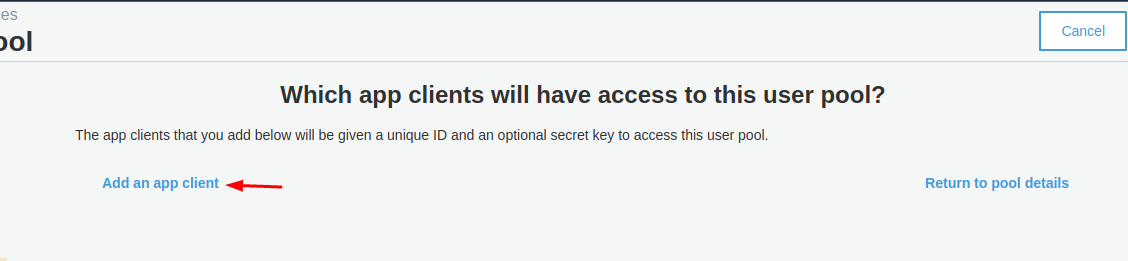 es
ool
Cancel
Which app clients will have access to this user pool?
The app clients that you add below will be given a unique ID and an optional secret key to access this user pool.
Add an app client
Return to pool details